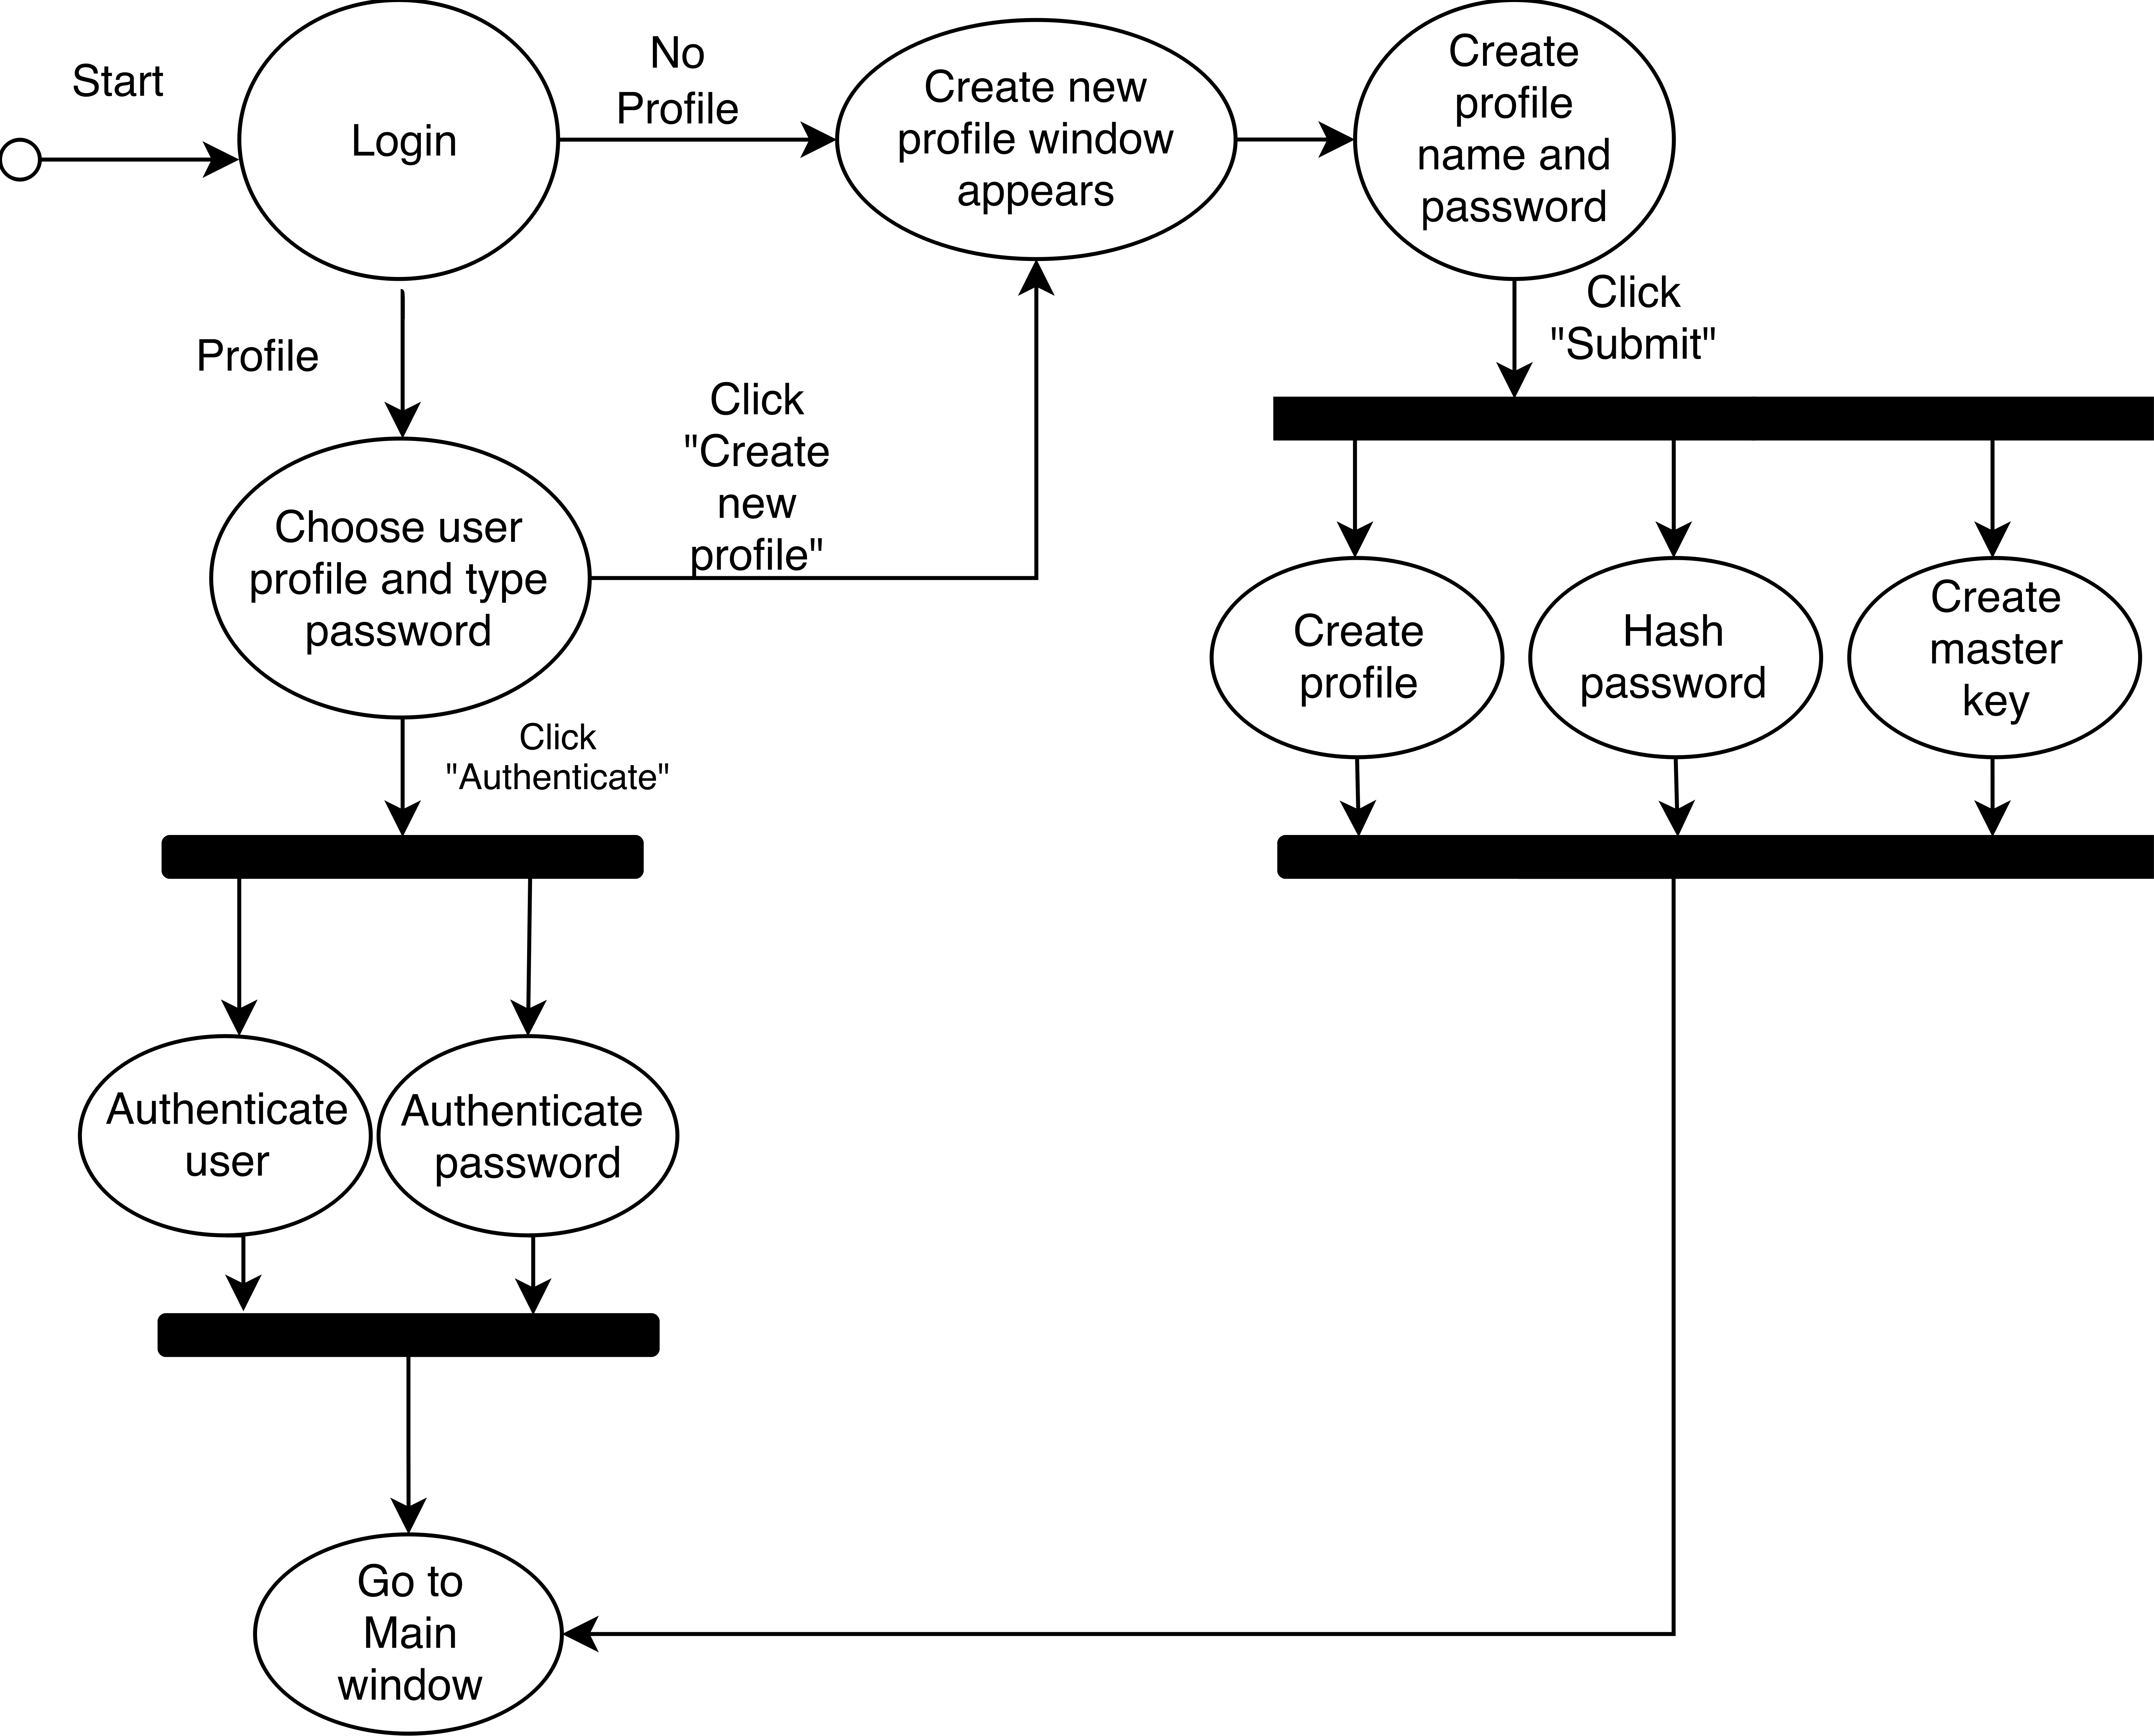 Start
Login
No
Profile
Create new
profile window
appears
Create
profile
name and
password
Click
"Submit"
Profile
Click
"Create
new
profile"
Choose user
profile and type
password
Create
profile
Hash
password
Create
master
key
Click
"Authenticate"
Authenticate
user
Authenticate
password
Go to
Main
window